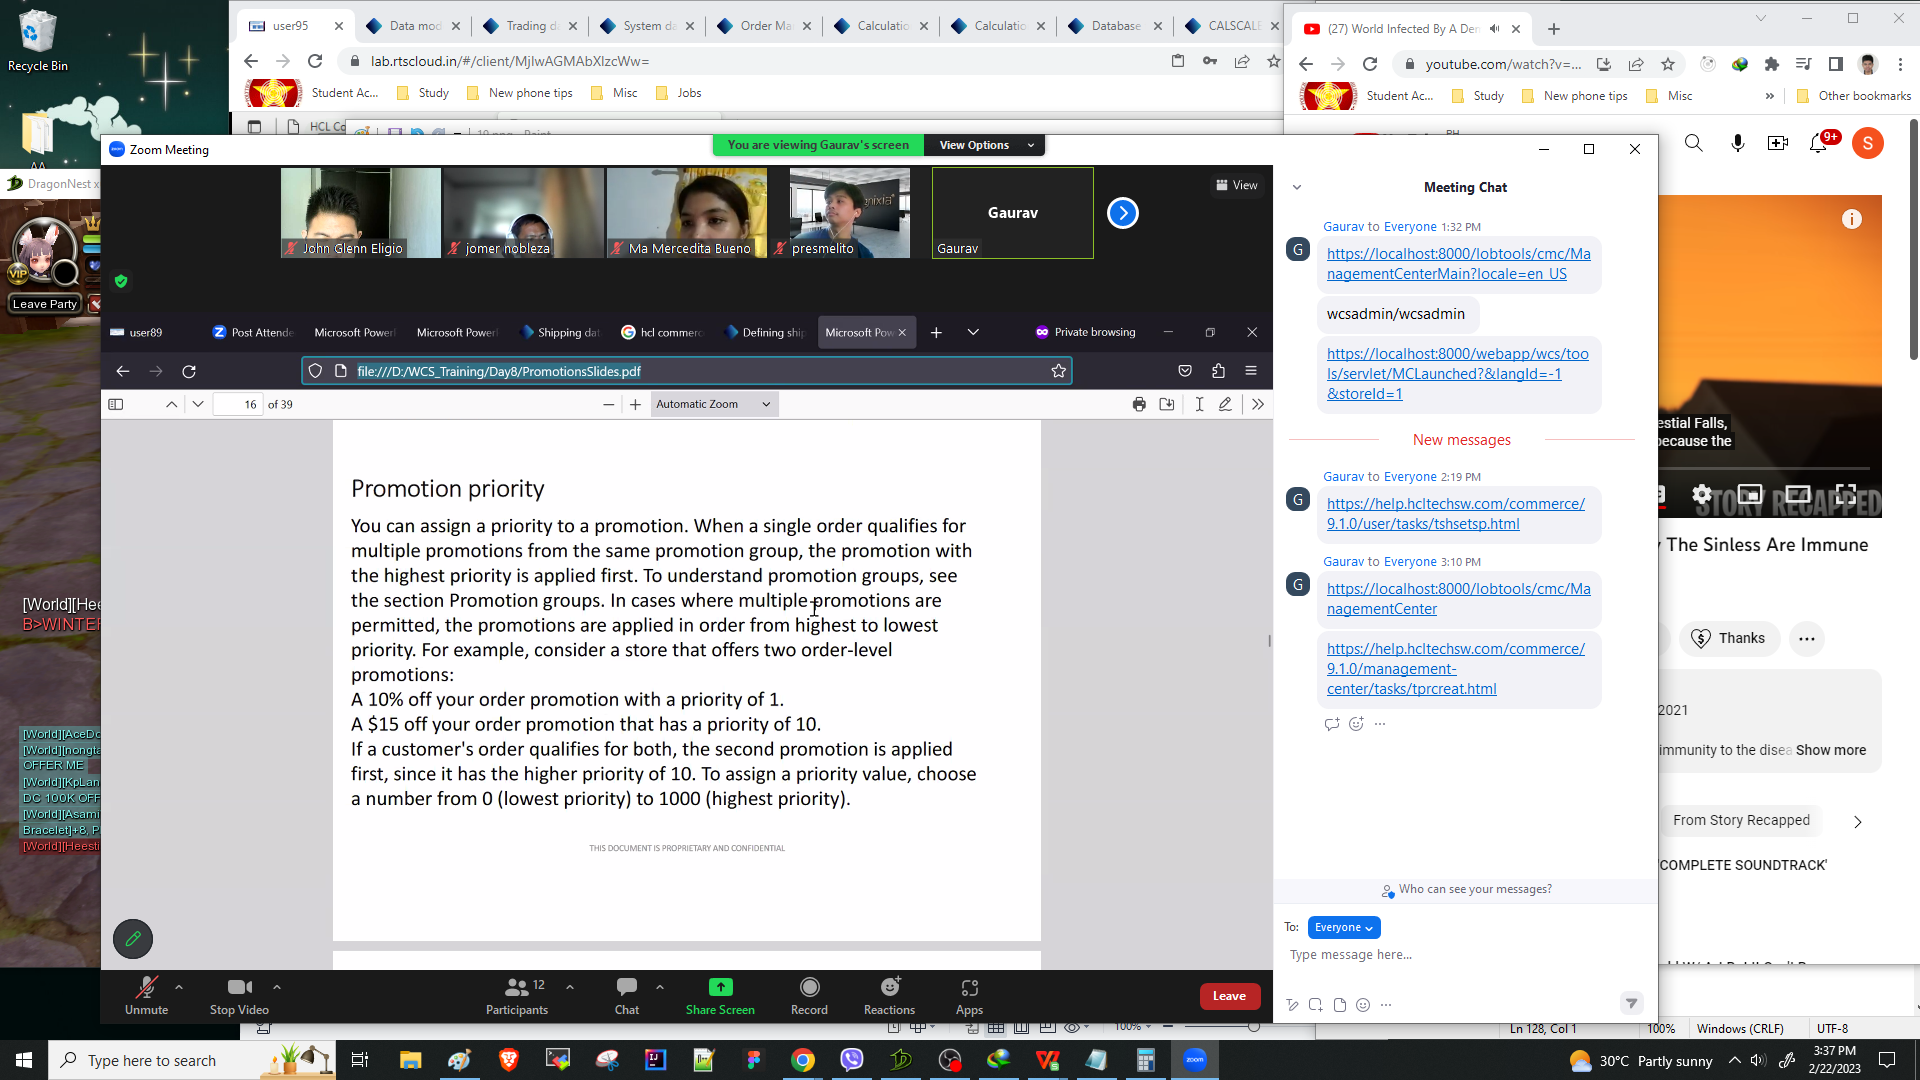 Recycle Bin
user95
Data mod
Trading d
System da
Order Ma
Calculatio
Calculatio
Database
CALSCALE
lab.rtscloud.in/#/client/MjIwAGMAbXlzcWw=
Student Ac...
Study
New phone tips
Misc
Jobs
HCL Co
(27) World Infected By A Der
youtube.com/watch?v=...
Student Ac...
Study
New phone tips
Misc
»
Other bookmarks
PH
9+
S
DragonNest
VIP
Leave Party
Zoom Meeting
You are viewing Gaurav's screen
View Options
View
John Glenn Eligio
jomer nobleza
Ma Mercedita Bueno
presmelito
Gaurav
Gaurav
user89
Post Attende
Microsoft Power
Microsoft Power
Shipping dat
hcl commerc
Defining ship
Microsoft Pow
Private browsing
file:///D:/WCS_Training/Day8/PromotionsSlides.pdf
16 of 39
Automatic Zoom
Promotion priority
You can assign a priority to a promotion. When a single order qualifies for
multiple promotions from the same promotion group, the promotion with
the highest priority is applied first. To understand promotion groups, see
the section Promotion groups. In cases where multiple promotions are
permitted, the promotions are applied in order from highest to lowest
priority. For example, consider a store that offers two order-level
promotions:
A 10% off your order promotion with a priority of 1.
A $15 off your order promotion that has a priority of 10.
If a customer's order qualifies for both, the second promotion is applied
first, since it has the higher priority of 10. To assign a priority value, choose
a number from 0 (lowest priority) to 1000 (highest priority).
THIS DOCUMENT IS PROPRIETARY AND CONFIDENTIAL
Unmute
Stop Video
12
Participants
Chat
Share Screen
Record
Reactions
Apps
Leave
Meeting Chat
Gaurav to Everyone 1:32 PM
G
https://localhost:8000/lobtools/cmc/Ma
nagementCenterMain?locale=en_US
wcsadmin/wcsadmin
https://localhost:8000/webapp/wcs/too
ls/servlet/MCLaunched?&langId=-1
&storeId=1
New messages
Gaurav to Everyone 2:19 PM
G
https://help.hcltechsw.com/commerce/
9.1.0/user/tasks/tshsetsp.html
Gaurav to Everyone 3:10 PM
G
https://localhost:8000/lobtools/cmc/Ma
nagementCenter
https://help.hcltechsw.com/commerce/
9.1.0/management-
center/tasks/tprcreat.html
Who can see your messages?
To: Everyone
Type message here...
estial Falls,
because the
STORY RECAPPED
The Sinless Are Immune
Thanks
2021
immunity to the disea Show more
From Story Recapped
'COMPLETE SOUNDTRACK'
[World][Hee
B>WINTE
[World][AceDo
[World][nongta
OFFER ME
[World][KpLan
DC 100K OFF
[World][Asami
Bracelet]+8, P
[World][Heesti
100%
Ln 128, Col 1
100%
Windows (CRLF)
UTF-8
Type here to search
30°C Partly sunny
3:37 PM
2/22/2023